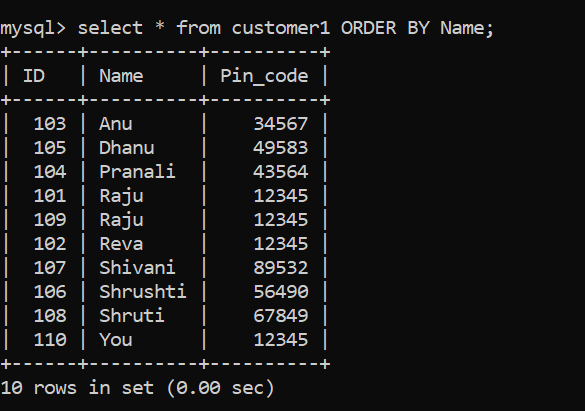 mysql> select * from customer1 ORDER BY Name;
+------+----------+----------+
| ID   | Name     | Pin_code |
+------+----------+----------+
|  103 | Anu      |    34567 |
|  105 | Dhanu    |    49583 |
|  104 | Pranali  |    43564 |
|  101 | Raju     |    12345 |
|  109 | Raju     |    12345 |
|  102 | Reva     |    12345 |
|  107 | Shivani  |    89532 |
|  106 | Shrushti |    56490 |
|  108 | Shruti   |    67849 |
|  110 | You      |    12345 |
+------+----------+----------+
10 rows in set (0.00 sec)